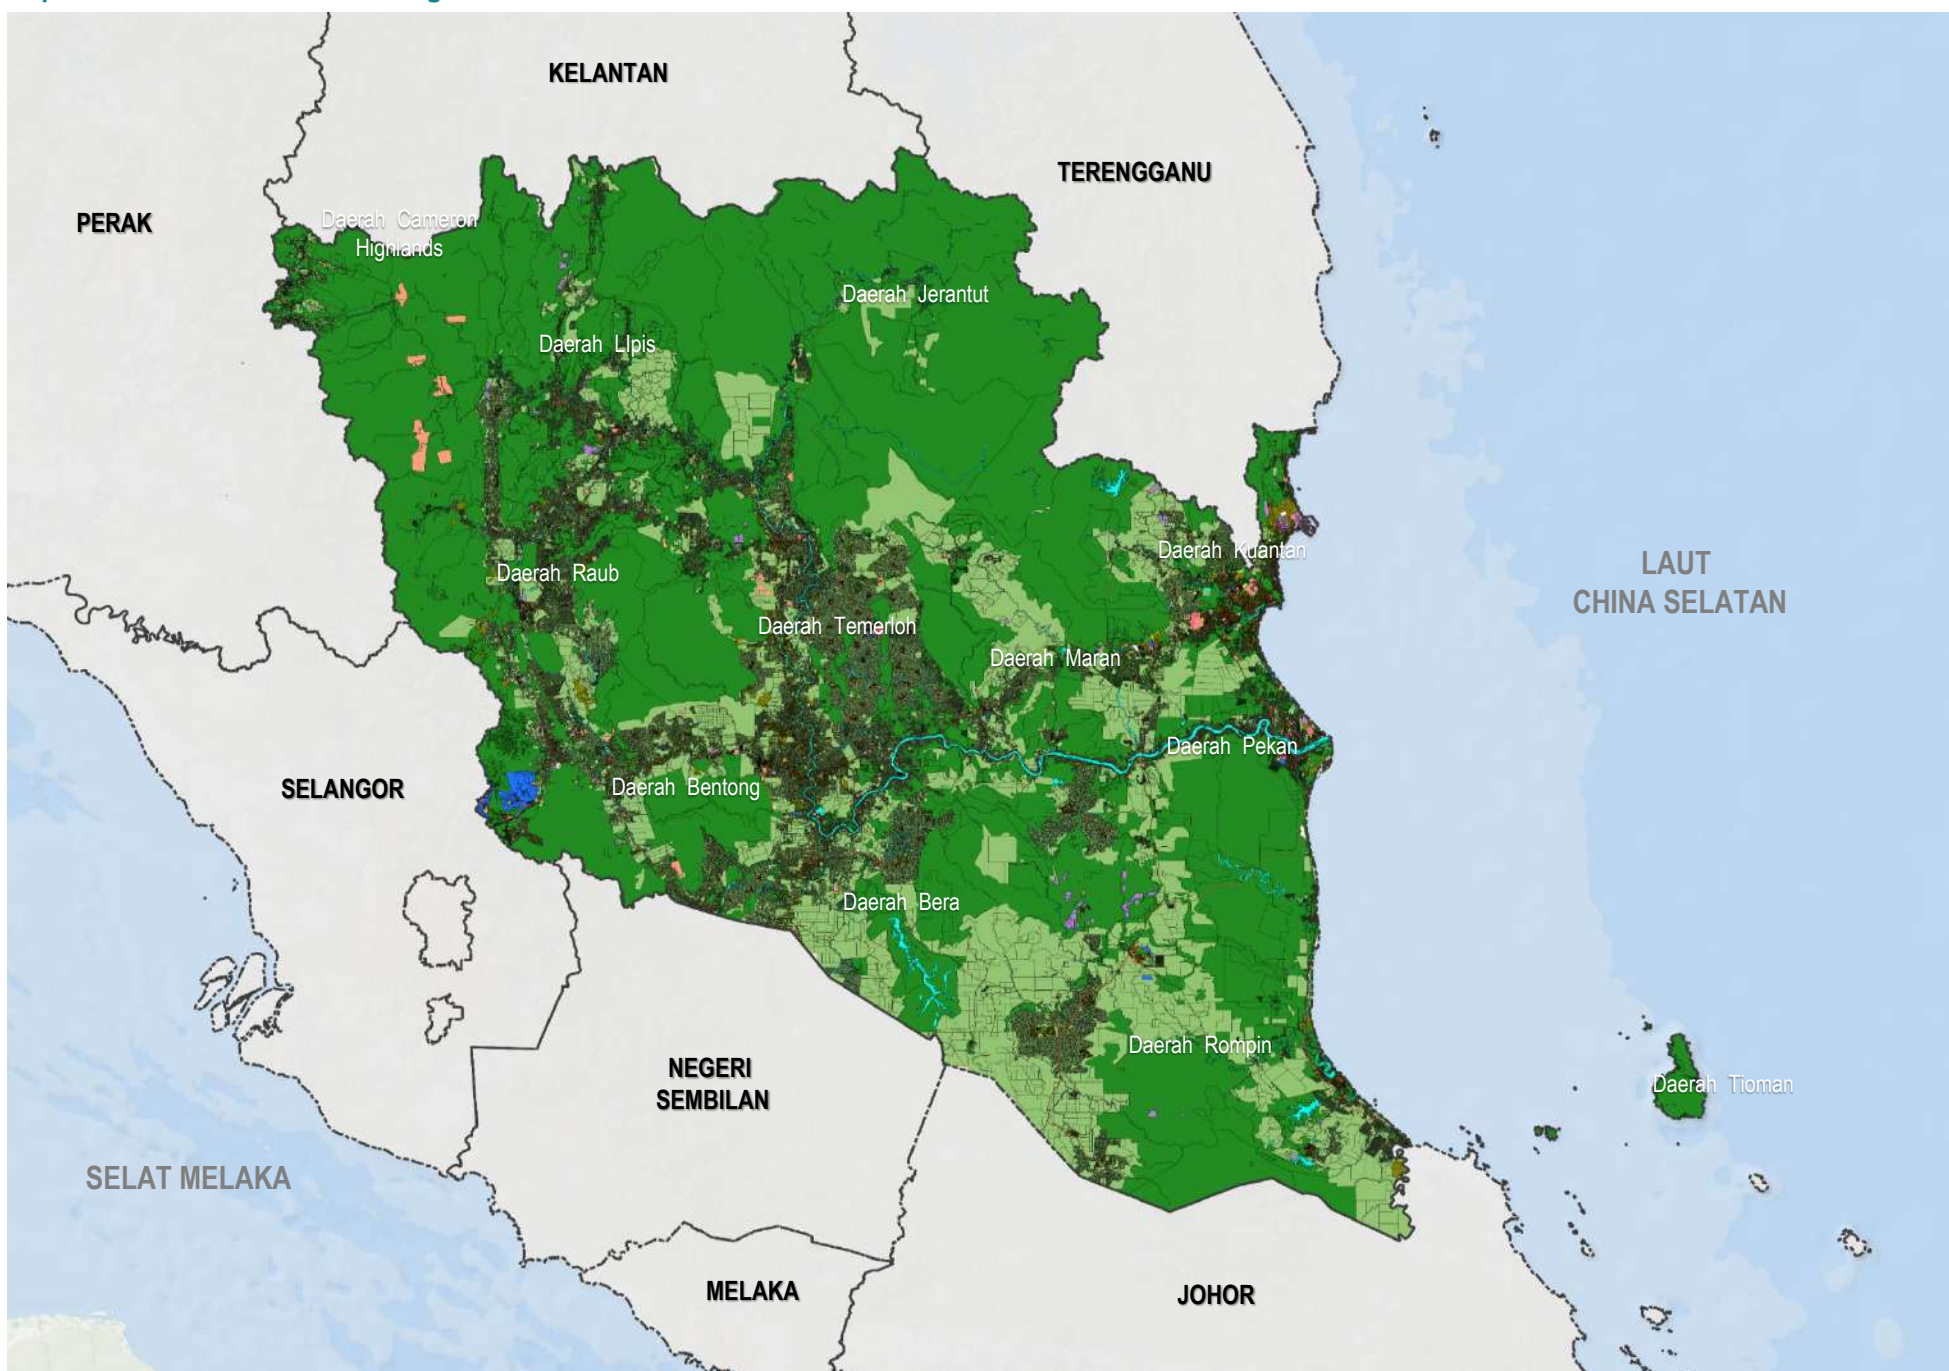 KELANTAN
TERENGGANU
PERAK
Daerah Cameron
Highlands
Daerah Jerantut
Daerah LIpis
Daerah Kuantan
LAUT
CHINA SELATAN
Daerah Raub
Daerah Temerloh
Daerah Maran
Daerah Pekan
SELANGOR
Daerah Bentong
Daerah Bera
Daerah Rompin
NEGERI
SEMBILAN
Daerah Tioman
SELAT MELAKA
MELAKA
JOHOR